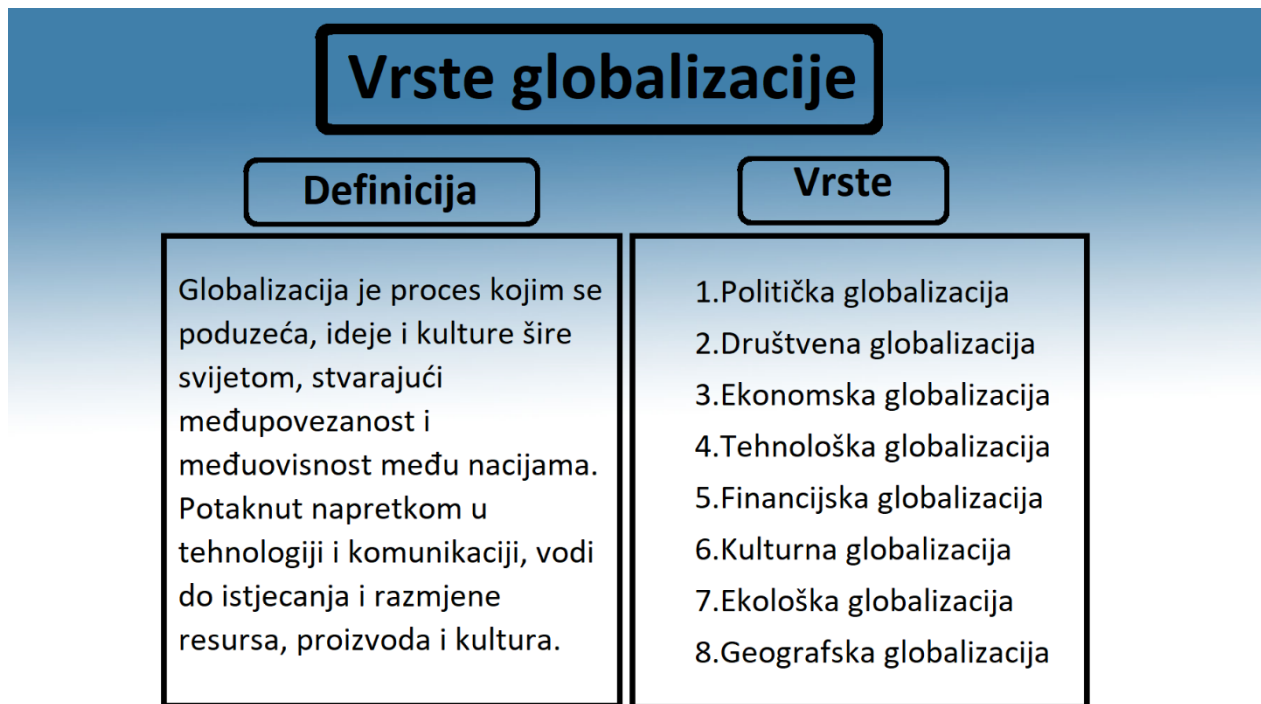 Vrste globalizacije
Definicija
Globalizacija je proces kojim se
poduzeća, ideje i kulture šire
svijetom, stvarajući
međupovezanost i
međuovisnost među nacijama.
Potaknut napretkom u
tehnologiji i komunikaciji, vodi
do istjecanja i razmjene
resursa, proizvoda i kultura.
Vrste
1.Politička globalizacija
2.Društvena globalizacija
3.Ekonomska globalizacija
4.Tehnološka globalizacija
5.Financijska globalizacija
6.Kulturna globalizacija
7.Ekološka globalizacija
8.Geografska globalizacija